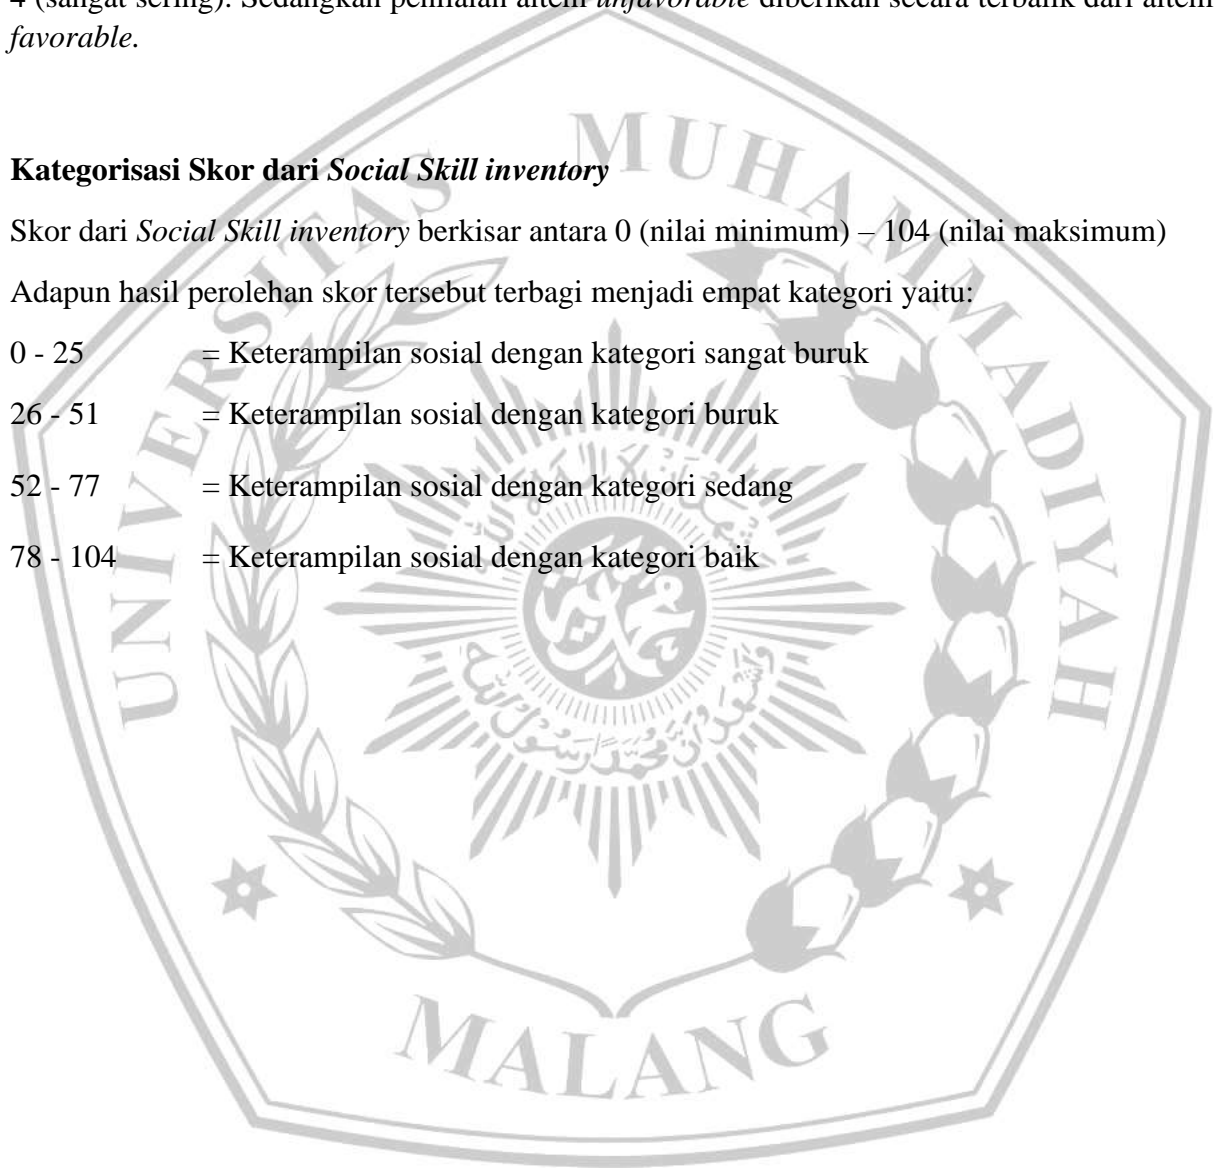 4 (sangat sering). Sedangkan penilaian aitem unfavorable diberikan secara terbalik dari aitem
favorable.
Kategorisasi Skor dari Social Skill inventory
Skor dari Social Skill inventory berkisar antara 0 (nilai minimum) – 104 (nilai maksimum)
Adapun hasil perolehan skor tersebut terbagi menjadi empat kategori yaitu:
0 - 25 = Keterampilan sosial dengan kategori sangat buruk
26 - 51 = Keterampilan sosial dengan kategori buruk
52 - 77 = Keterampilan sosial dengan kategori sedang
78 - 104 = Keterampilan sosial dengan kategori baik
UNIVERSITAS MUHAMMADIYAH
MALANG